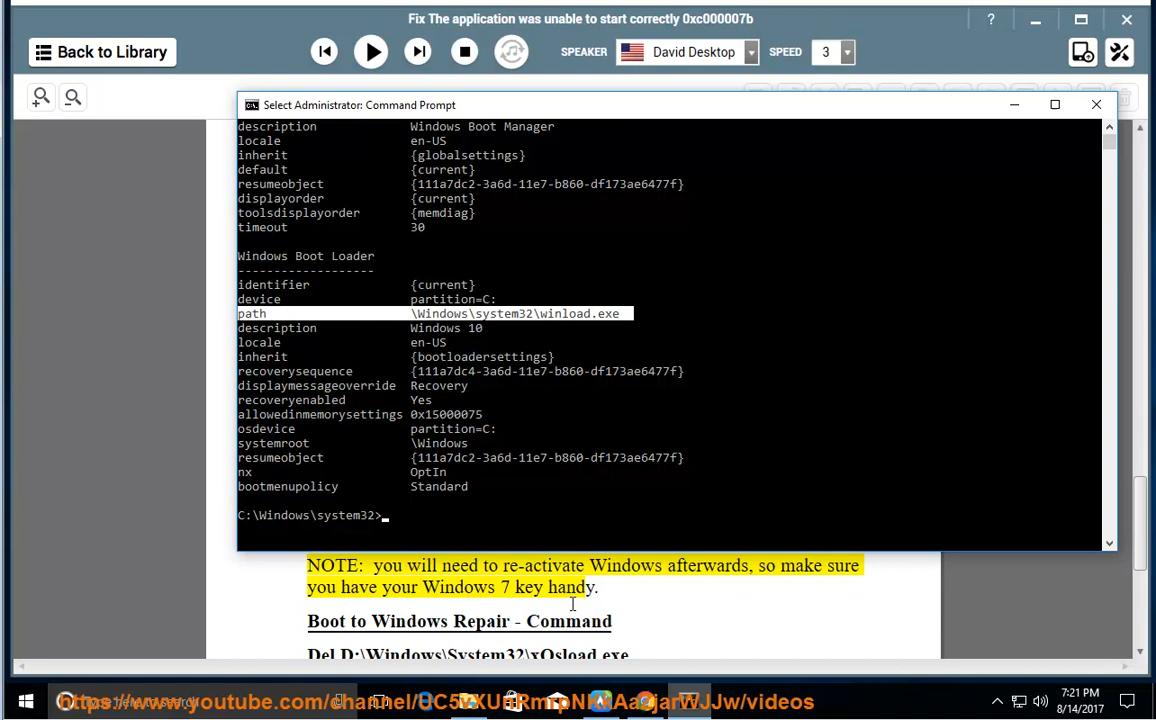 Fix The application was unable to start correctly 0xc000007b
?
Back to Library
SPEAKER
David Desktop
SPEED
3
Select Administrator: Command Prompt
description Windows Boot Manager
locale en-US
inherit {globalsettings}
default {current}
resumeobject {111a7dc2-3a6d-11e7-b860-df173ae6477f}
displayorder {current}
toolsdisplayorder {memdiag}
timeout 30
Windows Boot Loader
-------------------
identifier {current}
device partition=C:
path \Windows\system32\winload.exe
description Windows 10
locale en-US
inherit {bootloadersettings}
recoverysequence {111a7dc4-3a6d-11e7-b860-df173ae6477f}
displaymessageoverride Recovery
recoveryenabled Yes
allowedinmemorysettings 0x15000075
osdevice partition=C:
systemroot \Windows
resumeobject {111a7dc2-3a6d-11e7-b860-df173ae6477f}
nx OptIn
bootmenupolicy Standard
C:\Windows\system32>
NOTE: you will need to re-activate Windows afterwards, so make sure
you have your Windows 7 key handy.
Boot to Windows Repair - Command
Del D:\Windows\System32\xOsload.exe
7:21 PM
8/14/2017